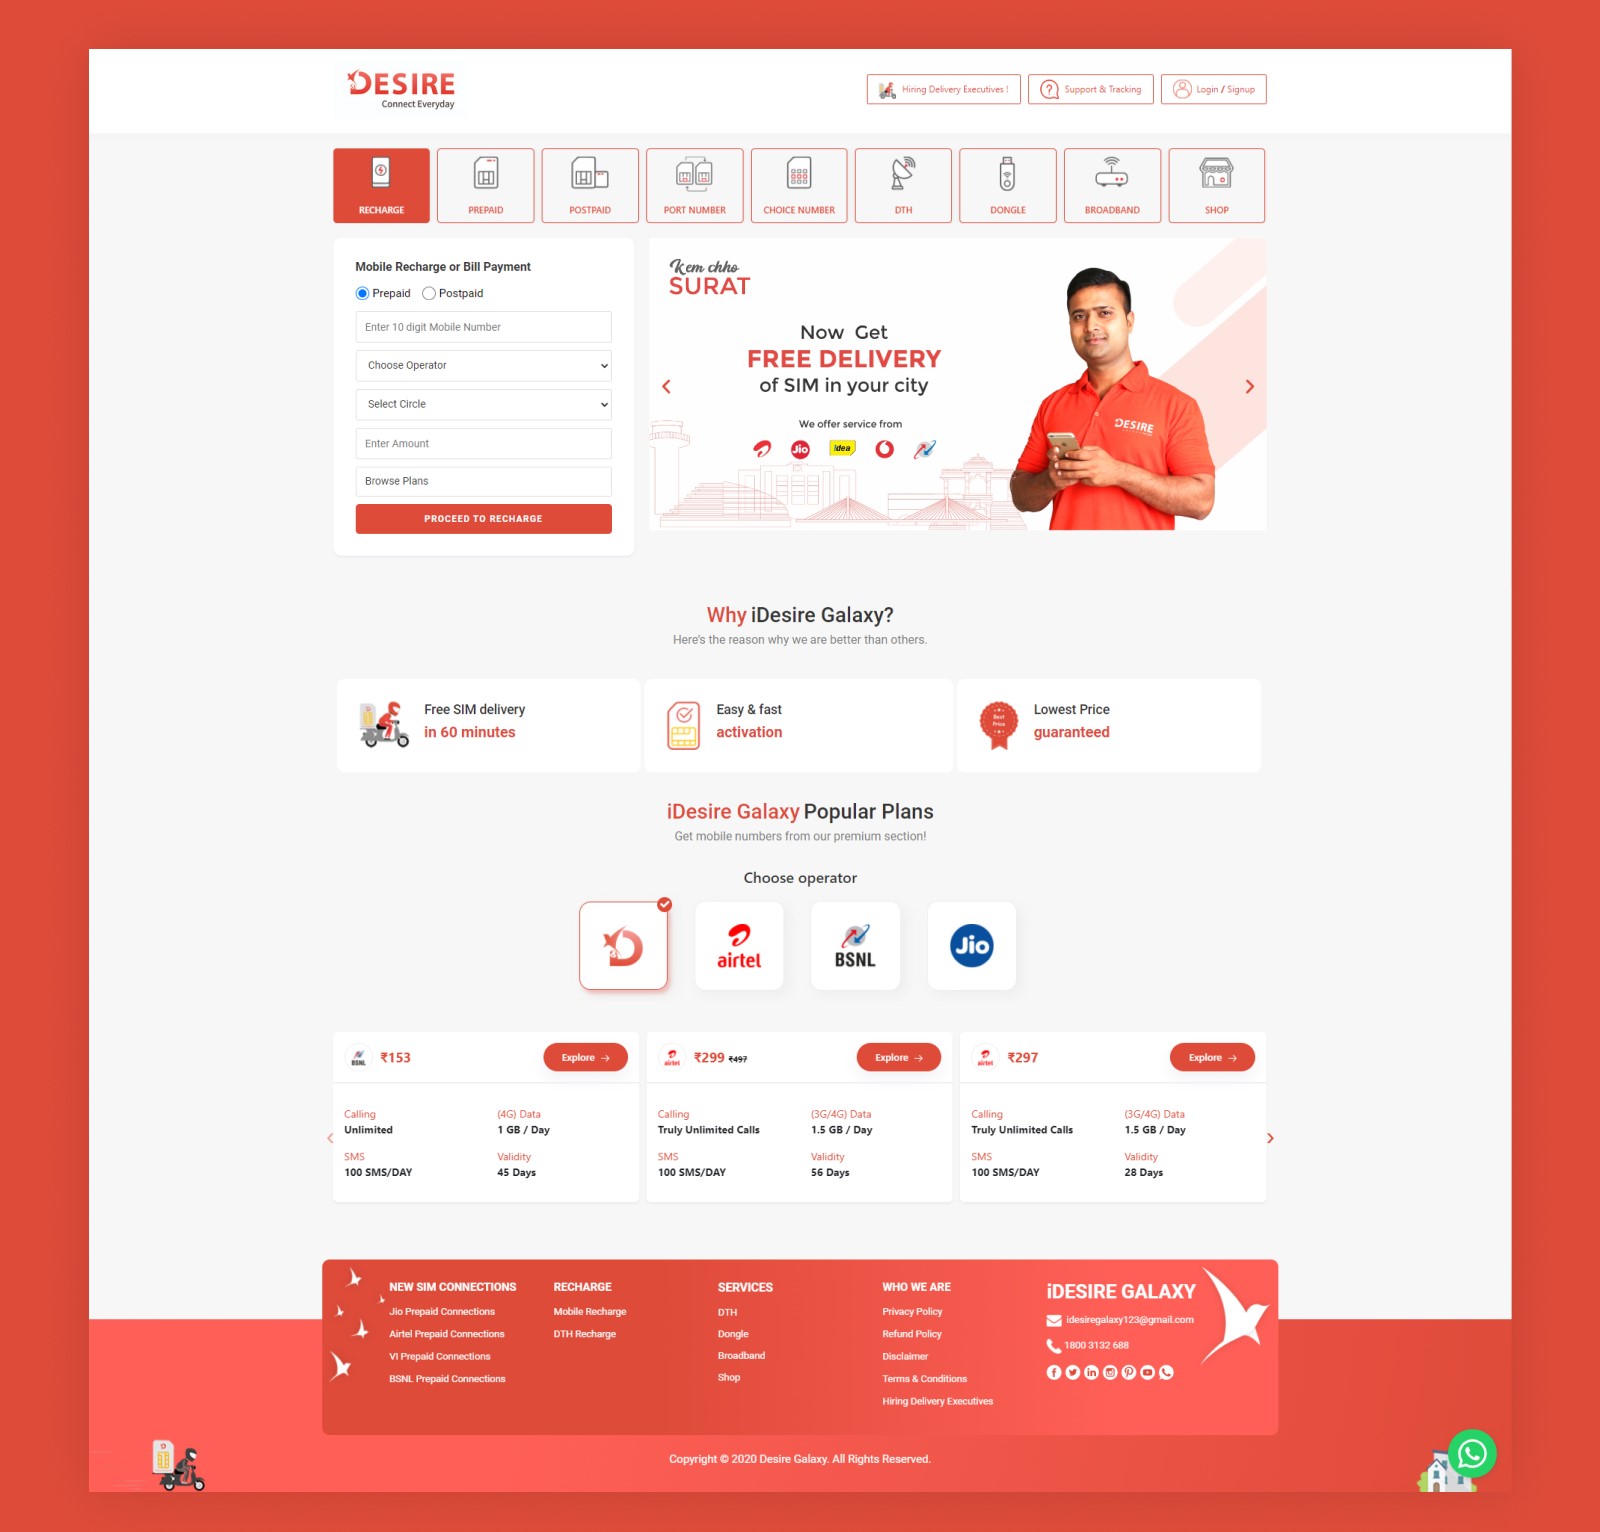 DESIRE
Connect Everyday
Hiring Delivery Executives !
Support & Tracking
Login / Signup
RECHARGE
PREPAID
POSTPAID
PORT NUMBER
CHOICE NUMBER
DTH
DONGLE
BROADBAND
SHOP
Mobile Recharge or Bill Payment
Prepaid Postpaid
Enter 10 digit Mobile Number
Choose Operator
Select Circle
Enter Amount
Browse Plans
PROCEED TO RECHARGE
Kem chho
SURAT
Now Get
FREE DELIVERY
of SIM in your city
We offer service from
Jio
idea
DESIRE
Why iDesire Galaxy?
Here's the reason why we are better than others.
Free SIM delivery
in 60 minutes
Easy & fast
activation
Best
Price
Lowest Price
guaranteed
iDesire Galaxy Popular Plans
Get mobile numbers from our premium section!
Choose operator
airtel
BSNL
Jio
BSNL
₹153
Explore →
Calling
Unlimited
(4G) Data
1 GB / Day
SMS
100 SMS/DAY
Validity
45 Days
airtel
₹299 ₹497
Explore →
Calling
Truly Unlimited Calls
(3G/4G) Data
1.5 GB / Day
SMS
100 SMS/DAY
Validity
56 Days
airtel
₹297
Explore →
Calling
Truly Unlimited Calls
(3G/4G) Data
1.5 GB / Day
SMS
100 SMS/DAY
Validity
28 Days
NEW SIM CONNECTIONS
Jio Prepaid Connections
Airtel Prepaid Connections
VI Prepaid Connections
BSNL Prepaid Connections
RECHARGE
Mobile Recharge
DTH Recharge
SERVICES
DTH
Dongle
Broadband
Shop
WHO WE ARE
Privacy Policy
Refund Policy
Disclaimer
Terms & Conditions
Hiring Delivery Executives
iDESIRE GALAXY
idesiregalaxy123@gmail.com
1800 3132 688
Copyright © 2020 Desire Galaxy. All Rights Reserved.